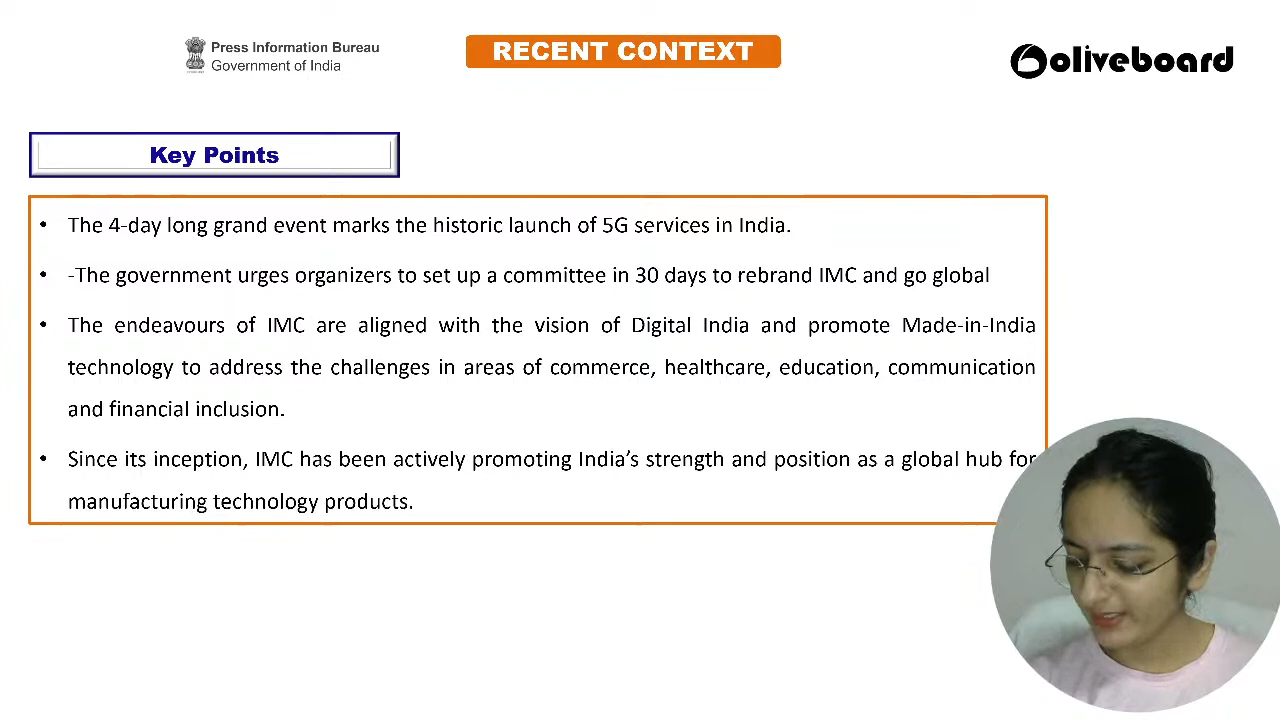 Press Information Bureau
Government of India
RECENT CONTEXT
oliveboard
Key Points
• The 4-day long grand event marks the historic launch of 5G services in India.
• -The government urges organizers to set up a committee in 30 days to rebrand IMC and go global
• The endeavours of IMC are aligned with the vision of Digital India and promote Made-in-India
technology to address the challenges in areas of commerce, healthcare, education, communication
and financial inclusion.
• Since its inception, IMC has been actively promoting India’s strength and position as a global hub for
manufacturing technology products.